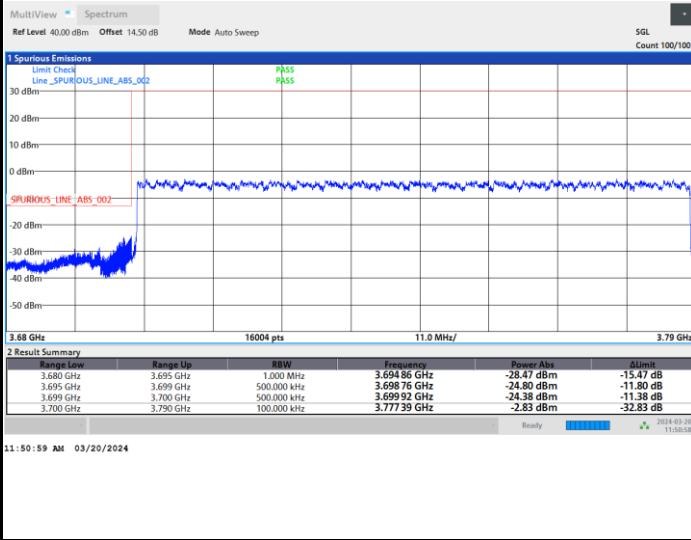 MultiView Spectrum
Ref Level 40.00 dBm Offset 14.50 dB Mode Auto Sweep SGL
Count 100/100
1 Spurious Emissions
Limit Check PASS
Line _SPURIOUS_LINE_ABS_002 PASS
30 dBm
20 dBm
10 dBm
0 dBm
_SPURIOUS_LINE_ABS_002
-20 dBm
-30 dBm
-40 dBm
-50 dBm
3.68 GHz 16004 pts 11.0 MHz/ 3.79 GHz
2 Result Summary
Range Low Range Up RBW Frequency Power Abs ΔLimit
3.680 GHz 3.695 GHz 1.000 MHz 3.694 86 GHz -28.47 dBm -15.47 dB
3.695 GHz 3.699 GHz 500.000 kHz 3.698 76 GHz -24.80 dBm -11.80 dB
3.699 GHz 3.700 GHz 500.000 kHz 3.699 92 GHz -24.38 dBm -11.38 dB
3.700 GHz 3.790 GHz 100.000 kHz 3.777 39 GHz -2.83 dBm -32.83 dB
Ready 2024-03-20
11:50:58
11:50:59 AM 03/20/2024